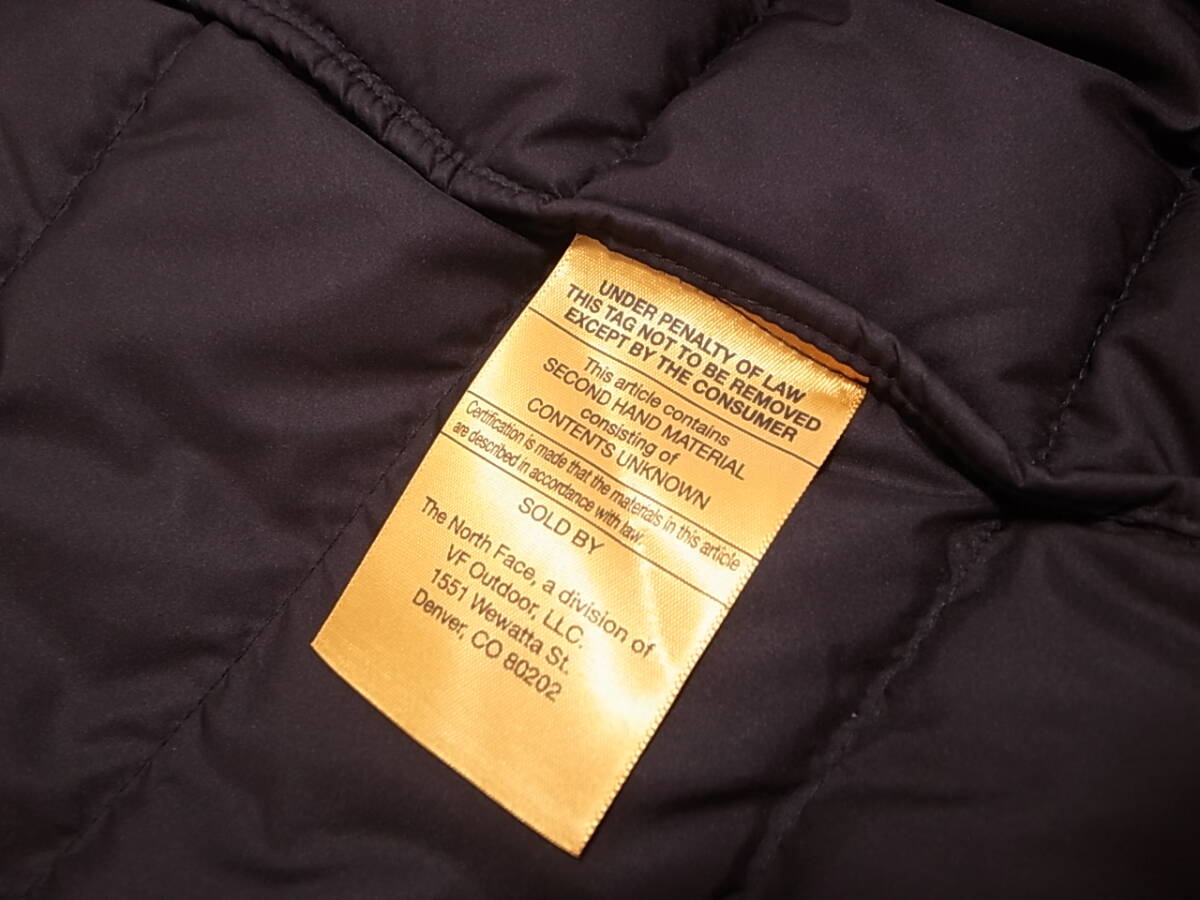 UNDER PENALTY OF LAW
THIS TAG NOT TO BE REMOVED
EXCEPT BY THE CONSUMER
This article contains
SECOND HAND MATERIAL
consisting of
CONTENTS UNKNOWN
Certification is made that the materials in this article
are described in accordance with law.
SOLD BY
The North Face, a division of
VF Outdoor, LLC.
1551 Wewatta St.
Denver, CO 80202